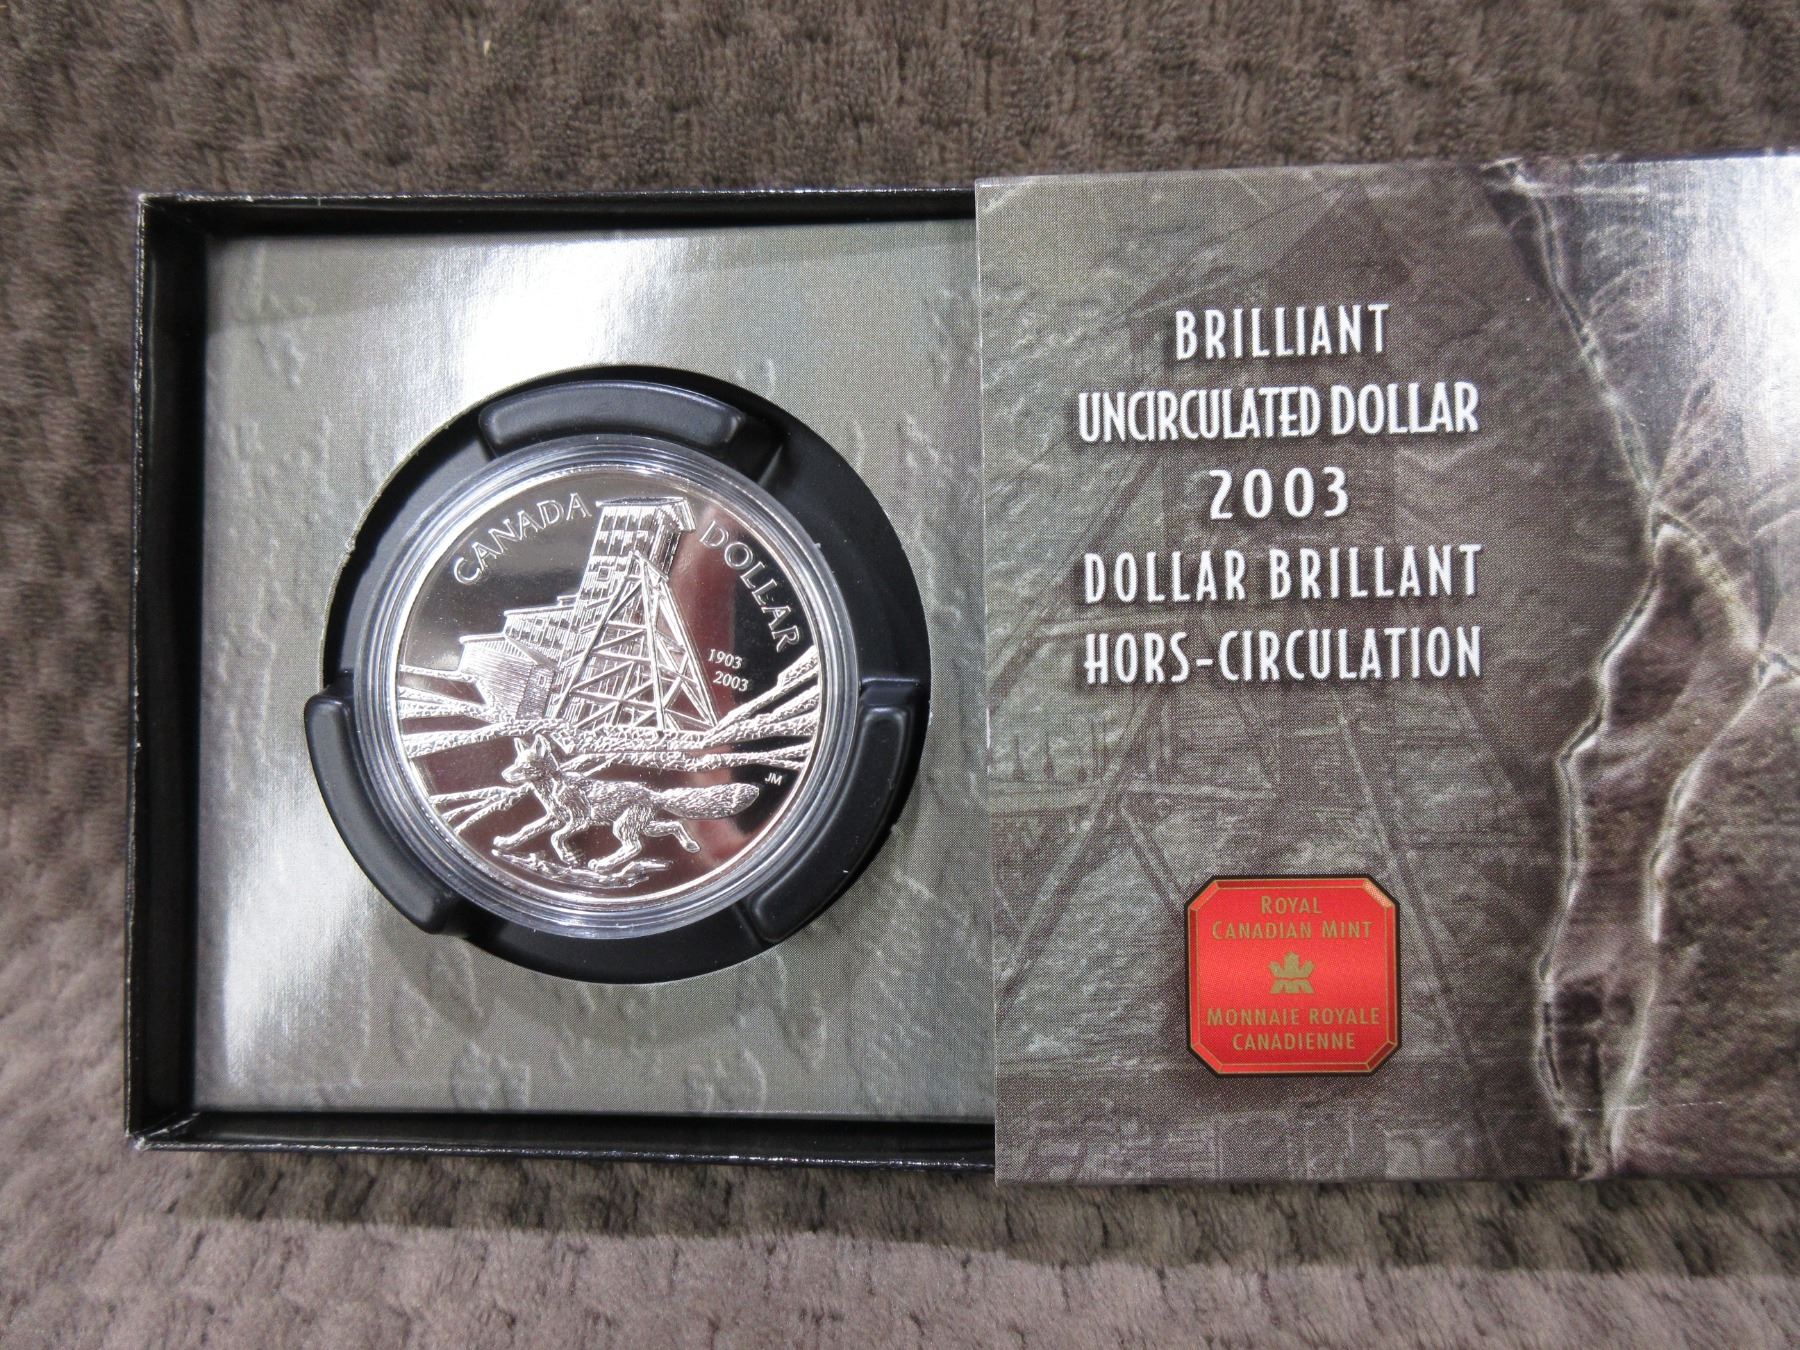 CANADA
DOLLAR
1903
2003
JM
BRILLIANT
UNCIRCULATED DOLLAR
2003
DOLLAR BRILLANT
HORS-CIRCULATION
ROYAL
CANADIAN MINT
MONNAIE ROYALE
CANADIENNE